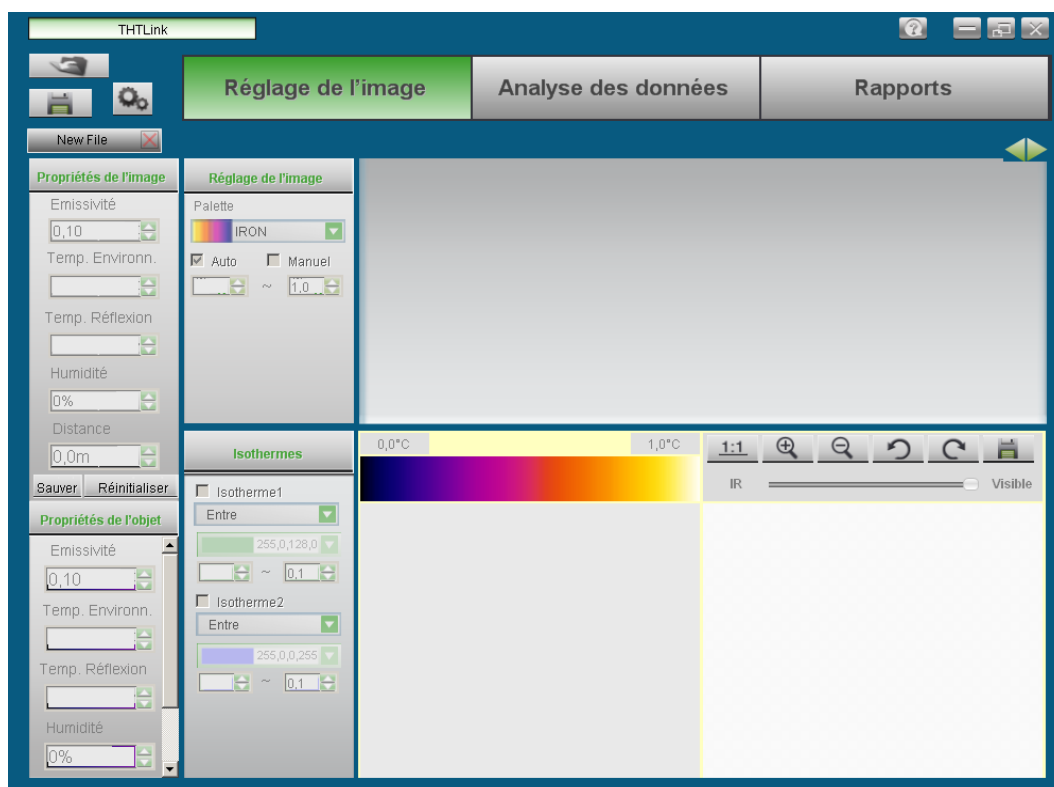 THTLink
Réglage de l'image
Analyse des données
Rapports
New File
Propriétés de l'image
Emissivité
0,10
Temp. Environn.
Temp. Réflexion
Humidité
0%
Distance
0,0m
Sauver
Réinitialiser
Propriétés de l'objet
Emissivité
0,10
Temp. Environn.
Temp. Réflexion
Humidité
0%
Réglage de l'image
Palette
IRON
Auto
Manuel
~
1,0
Isothermes
Isotherme1
Entre
255,0,128,0
~
0,1
Isotherme2
Entre
255,0,0,255
~
0,1
0,0°C
1,0°C
1:1
IR
Visible